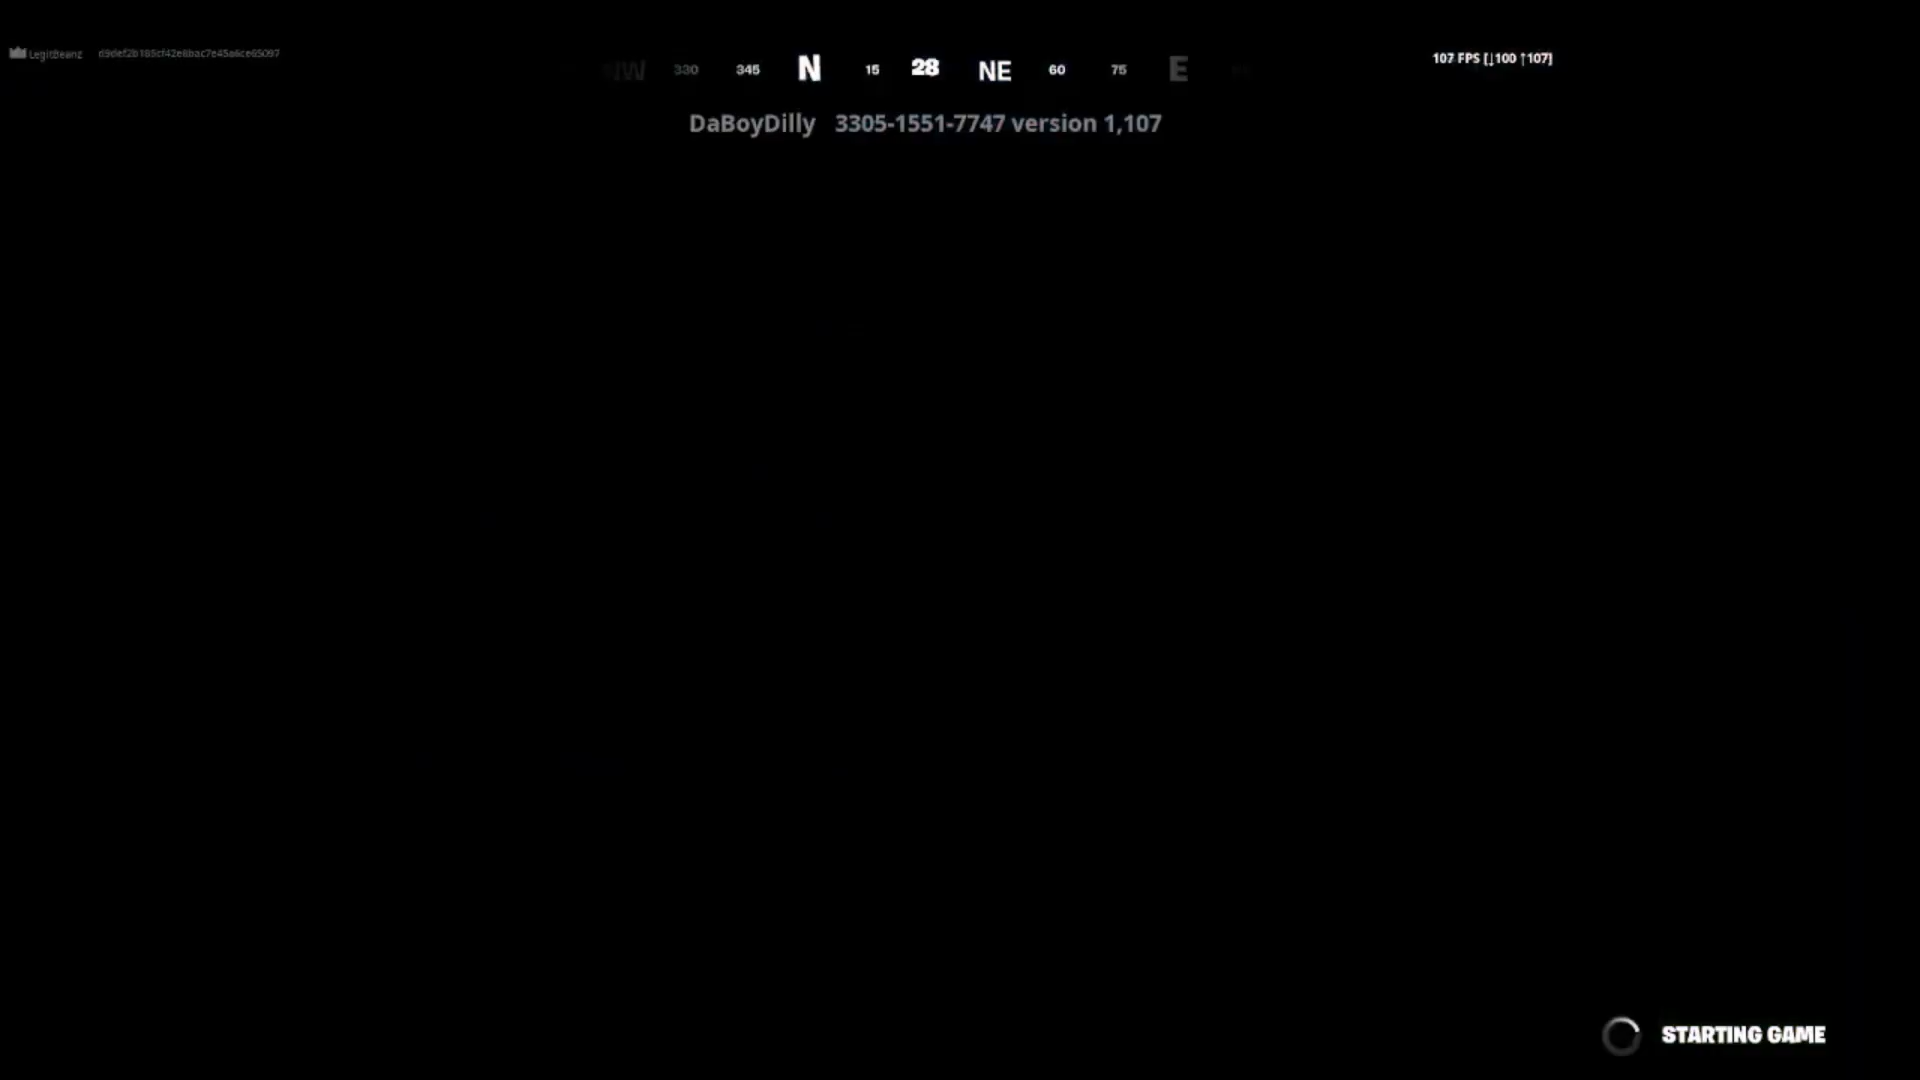 LegitBeanz
NW 330 345 N 15 28 NE 60 75 E
107 FPS [↓100 ↑107]
DaBoyDilly 3305-1551-7747 version 1,107
STARTING GAME